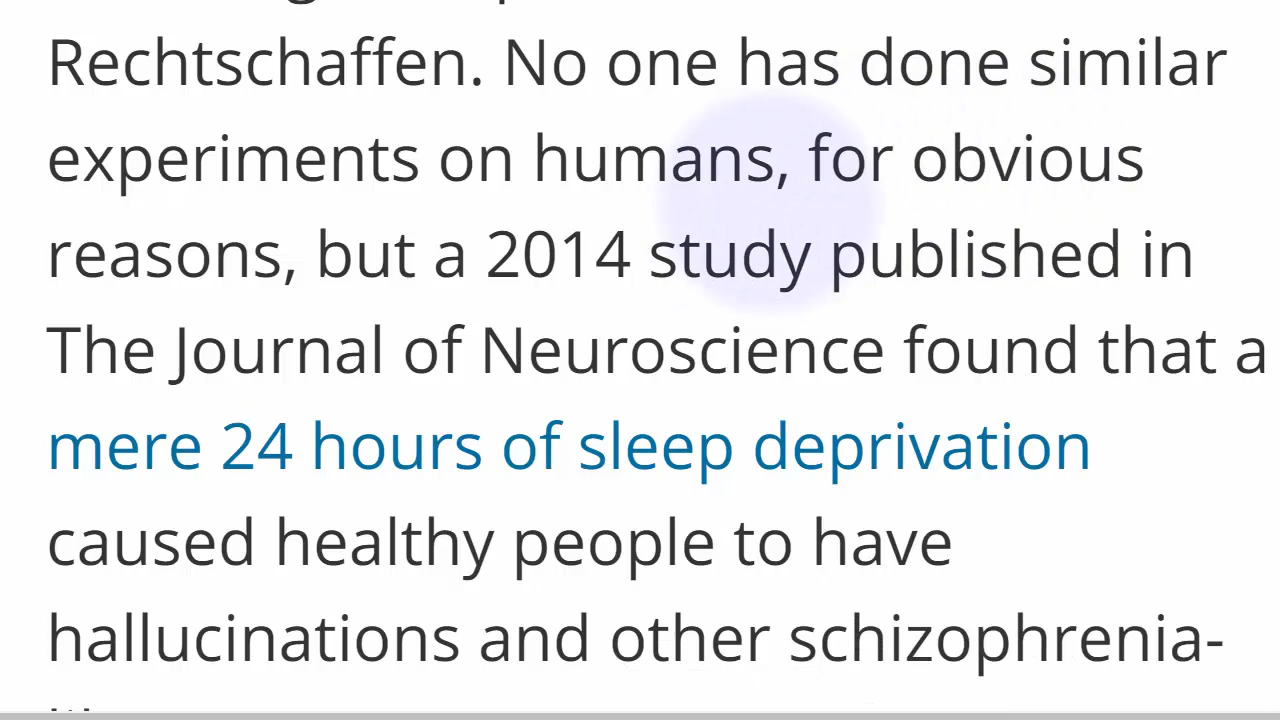 Rechtschaffen. No one has done similar
experiments on humans, for obvious
reasons, but a 2014 study published in
The Journal of Neuroscience found that a
mere 24 hours of sleep deprivation
caused healthy people to have
hallucinations and other schizophrenia-